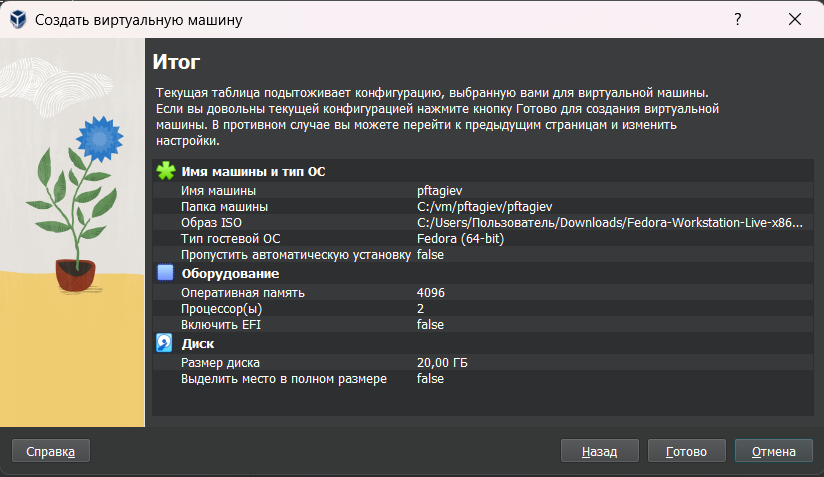 Создать виртуальную машину
?
Итог
Текущая таблица подытоживает конфигурацию, выбранную вами для виртуальной машины.
Если вы довольны текущей конфигурацией нажмите кнопку Готово для создания виртуальной
машины. В противном случае вы можете перейти к предыдущим страницам и изменить
настройки.
Имя машины и тип ОС
Имя машины pftagiev
Папка машины C:/vm/pftagiev/pftagiev
Образ ISO C:/Users/Пользователь/Downloads/Fedora-Workstation-Live-x86...
Тип гостевой ОС Fedora (64-bit)
Пропустить автоматическую установку false
Оборудование
Оперативная память 4096
Процессор(ы) 2
Включить EFI false
Диск
Размер диска 20,00 ГБ
Выделить место в полном размере false
Справка Назад Готово Отмена